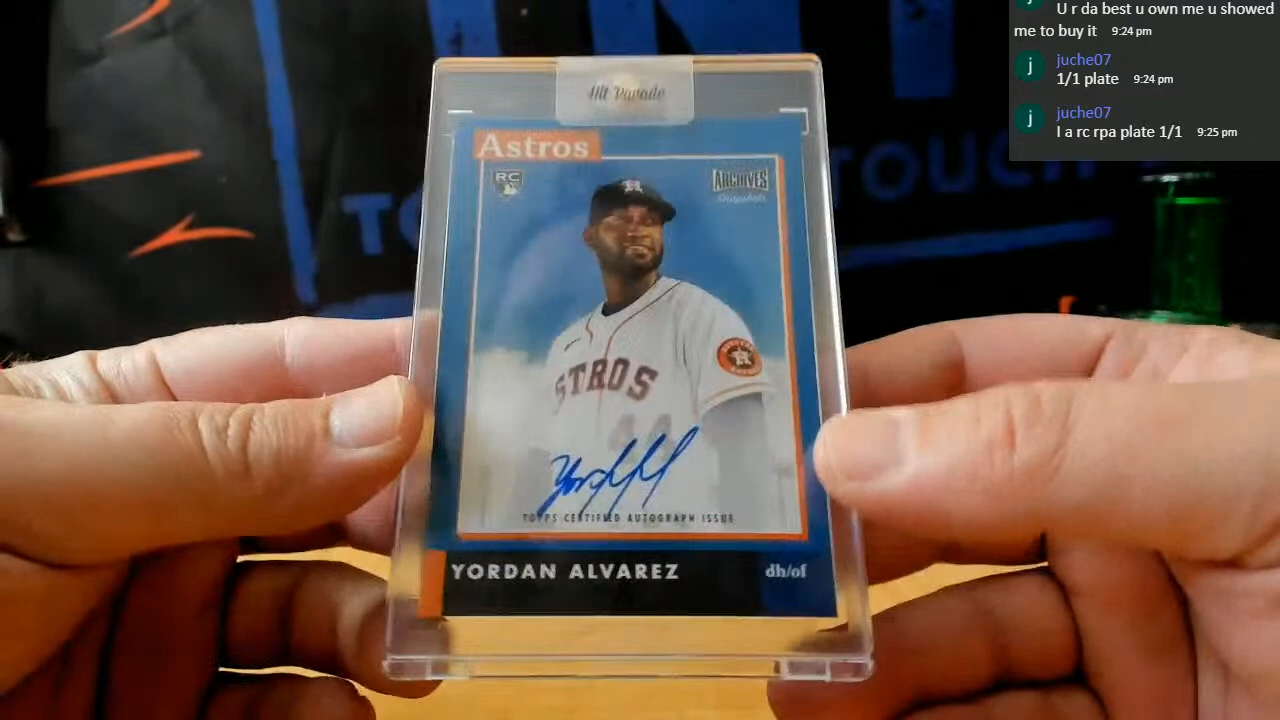 U r da best u own me u showed
me to buy it 9:24 pm
j
juche07
1/1 plate 9:24 pm
j
juche07
I a rc rpa plate 1/1 9:25 pm
Hit Parade
Astros
RC
ARCHIVES
Snapshots
STROS
44
TOPPS CERTIFIED AUTOGRAPH ISSUE
YORDAN ALVAREZ
dh/of
TOUCH